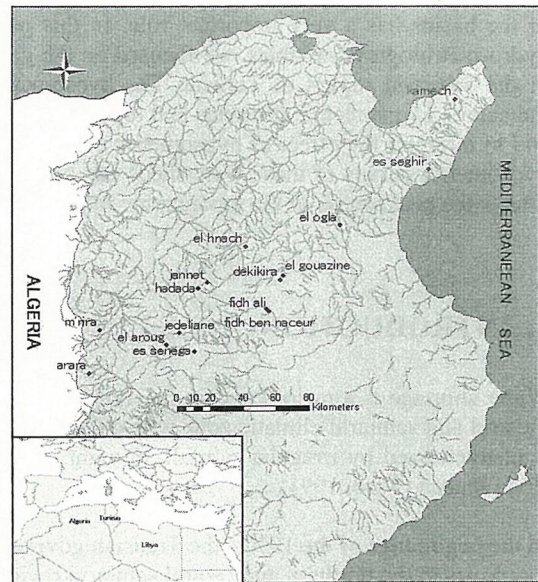 kamech
es seghir
MEDITERRANEEAN SEA
el ogla
el hnach
el gouazine
dekikira
jannet
hadada
ALGERIA
fidh ali
fidh ben naceur
m'rira
jedeliane
el aroug
es senega
arara
0 10 20 40 60 80
Kilometers
Algeria
Tunisia
Libya